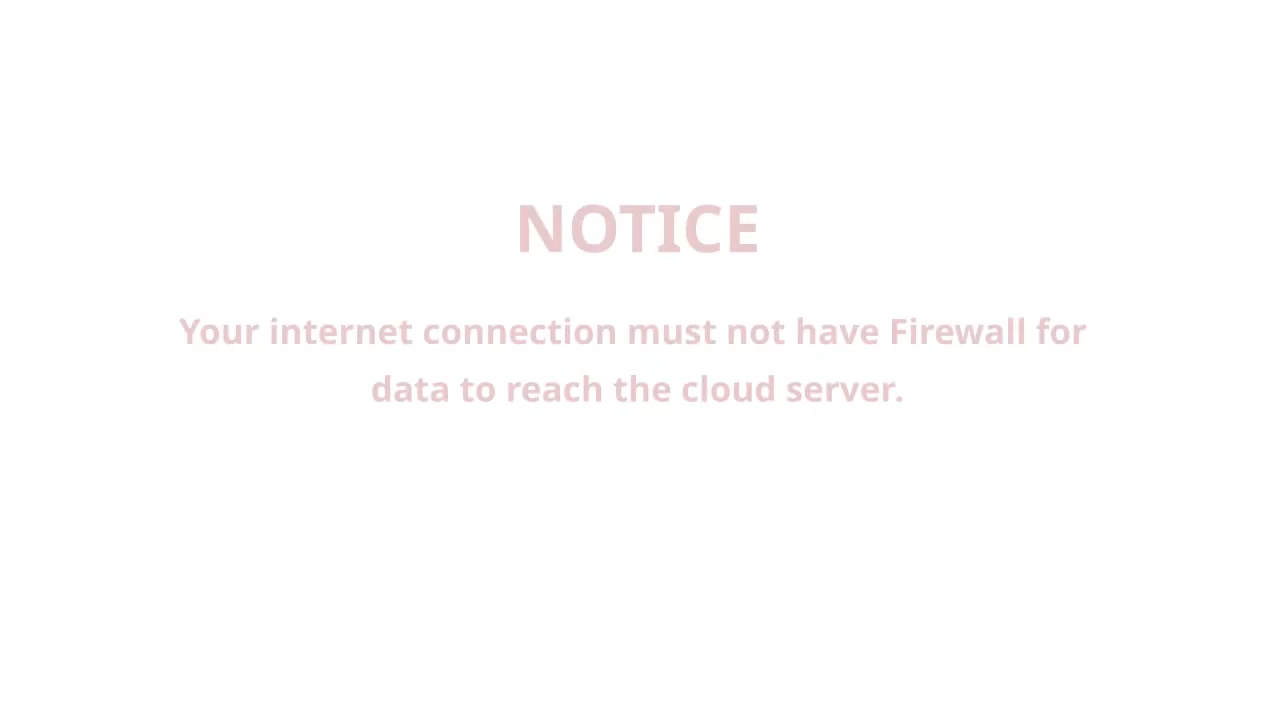 NOTICE
Your internet connection must not have Firewall for
data to reach the cloud server.